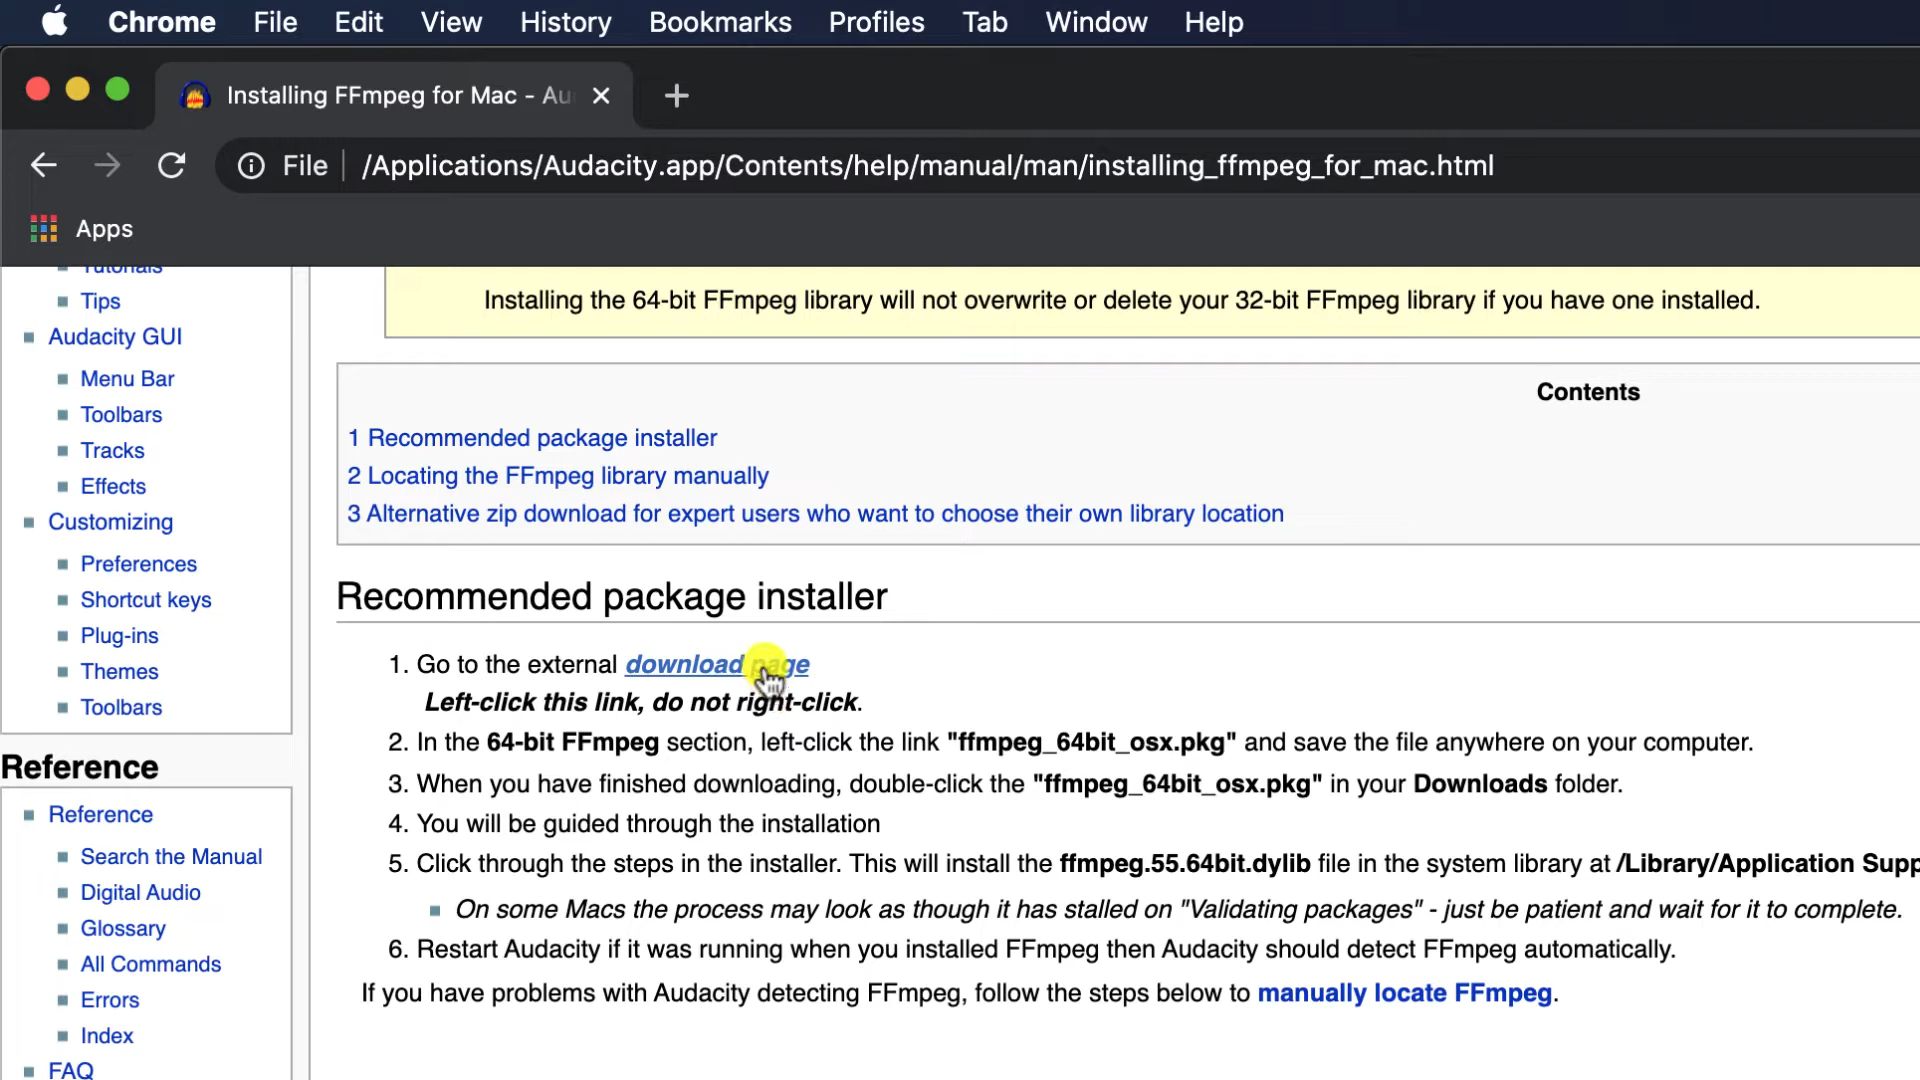 Chrome File Edit View History Bookmarks Profiles Tab Window Help
Installing FFmpeg for Mac - Au
File /Applications/Audacity.app/Contents/help/manual/man/installing_ffmpeg_for_mac.html
Apps
Tutorials
Tips
Audacity GUI
Menu Bar
Toolbars
Tracks
Effects
Customizing
Preferences
Shortcut keys
Plug-ins
Themes
Toolbars
Reference
Reference
Search the Manual
Digital Audio
Glossary
All Commands
Errors
Index
FAQ
Installing the 64-bit FFmpeg library will not overwrite or delete your 32-bit FFmpeg library if you have one installed.
Contents
1 Recommended package installer
2 Locating the FFmpeg library manually
3 Alternative zip download for expert users who want to choose their own library location
Recommended package installer
1. Go to the external download page
Left-click this link, do not right-click.
2. In the 64-bit FFmpeg section, left-click the link "ffmpeg_64bit_osx.pkg" and save the file anywhere on your computer.
3. When you have finished downloading, double-click the "ffmpeg_64bit_osx.pkg" in your Downloads folder.
4. You will be guided through the installation
5. Click through the steps in the installer. This will install the ffmpeg.55.64bit.dylib file in the system library at /Library/Application Supp
On some Macs the process may look as though it has stalled on "Validating packages" - just be patient and wait for it to complete.
6. Restart Audacity if it was running when you installed FFmpeg then Audacity should detect FFmpeg automatically.
If you have problems with Audacity detecting FFmpeg, follow the steps below to manually locate FFmpeg.